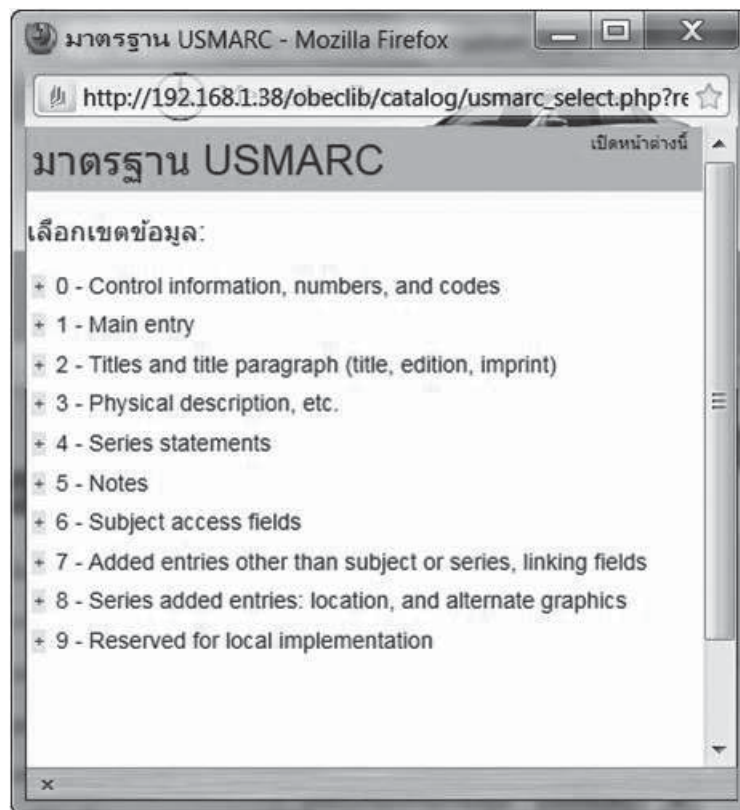 มาตรฐาน USMARC - Mozilla Firefox
http://192.168.1.38/obeclib/catalog/usmarc_select.php?re
เปิดหน้าต่างนี้
มาตรฐาน USMARC
เลือกเขตข้อมูล:
+ 0 - Control information, numbers, and codes
+ 1 - Main entry
+ 2 - Titles and title paragraph (title, edition, imprint)
+ 3 - Physical description, etc.
+ 4 - Series statements
+ 5 - Notes
+ 6 - Subject access fields
+ 7 - Added entries other than subject or series, linking fields
+ 8 - Series added entries: location, and alternate graphics
+ 9 - Reserved for local implementation